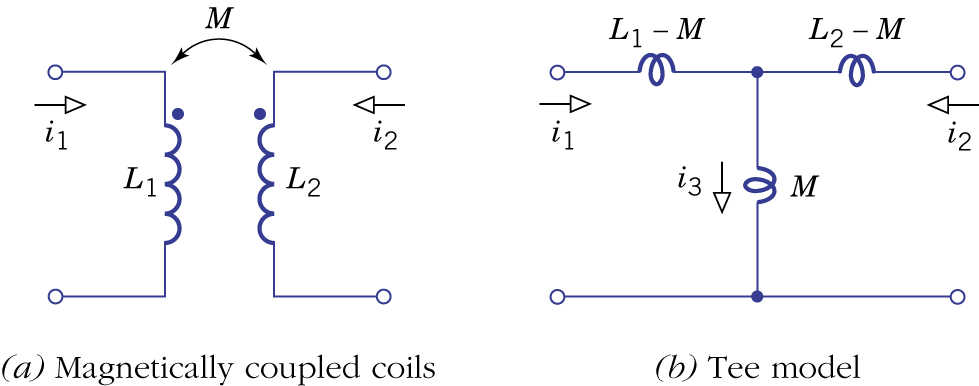 M
i₁
i₂
L₁
L₂
(a) Magnetically coupled coils
L₁ – M
L₂ – M
i₁
i₂
i₃
M
(b) Tee model